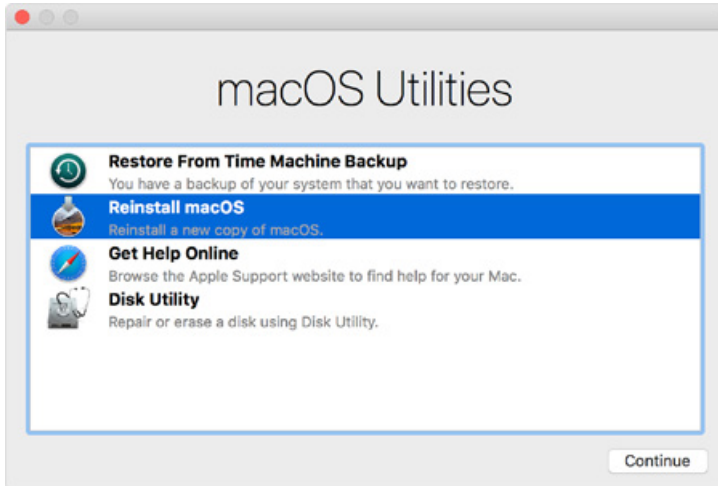 macOS Utilities
Restore From Time Machine Backup
You have a backup of your system that you want to restore.
Reinstall macOS
Reinstall a new copy of macOS.
Get Help Online
Browse the Apple Support website to find help for your Mac.
Disk Utility
Repair or erase a disk using Disk Utility.
Continue